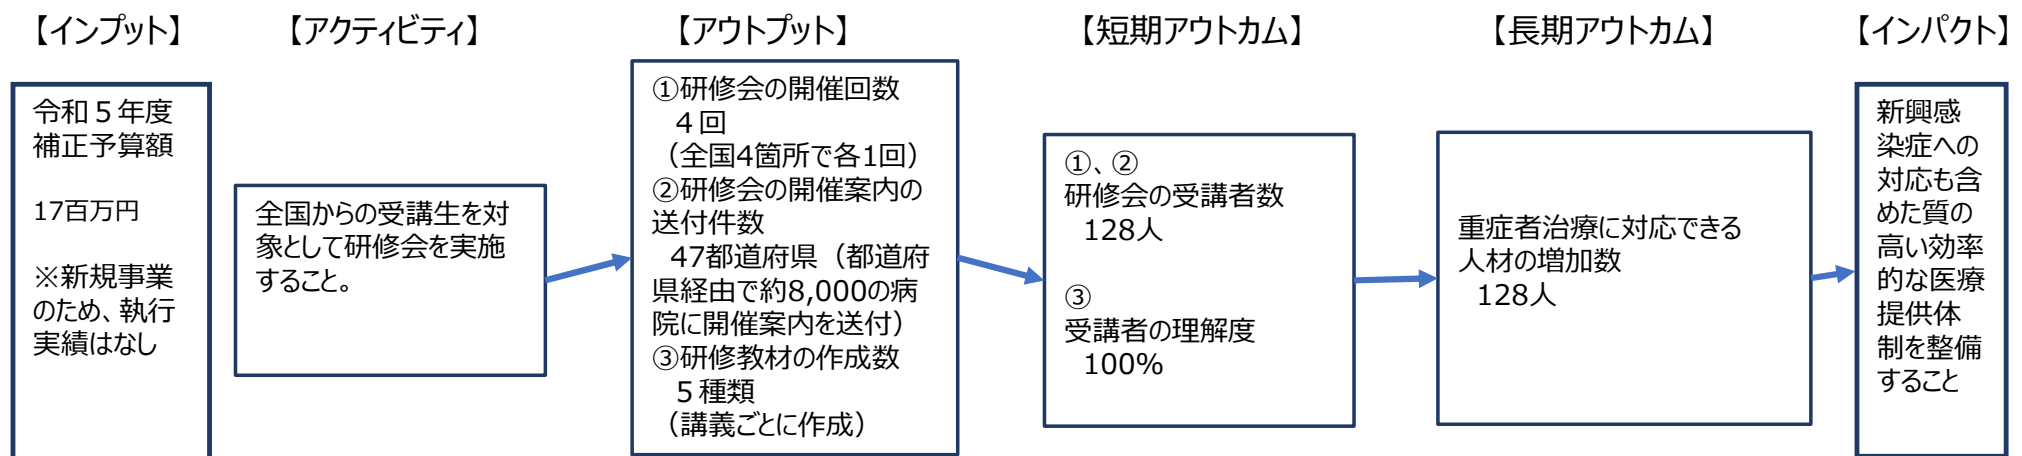 【インプット】
【アクティビティ】
【アウトプット】
【短期アウトカム】
【長期アウトカム】
【インパクト】
令和５年度
補正予算額
17百万円
※新規事業
のため、執行
実績はなし
全国からの受講生を対
象として研修会を実施
すること。
①研修会の開催回数
４回
（全国4箇所で各1回）
②研修会の開催案内の
送付件数
47都道府県（都道府
県経由で約8,000の病
院に開催案内を送付）
③研修教材の作成数
５種類
（講義ごとに作成）
①、②
研修会の受講者数
128人
③
受講者の理解度
100%
重症者治療に対応できる
人材の増加数
128人
新興感
染症への
対応も含
めた質の
高い効率
的な医療
提供体
制を整備
すること